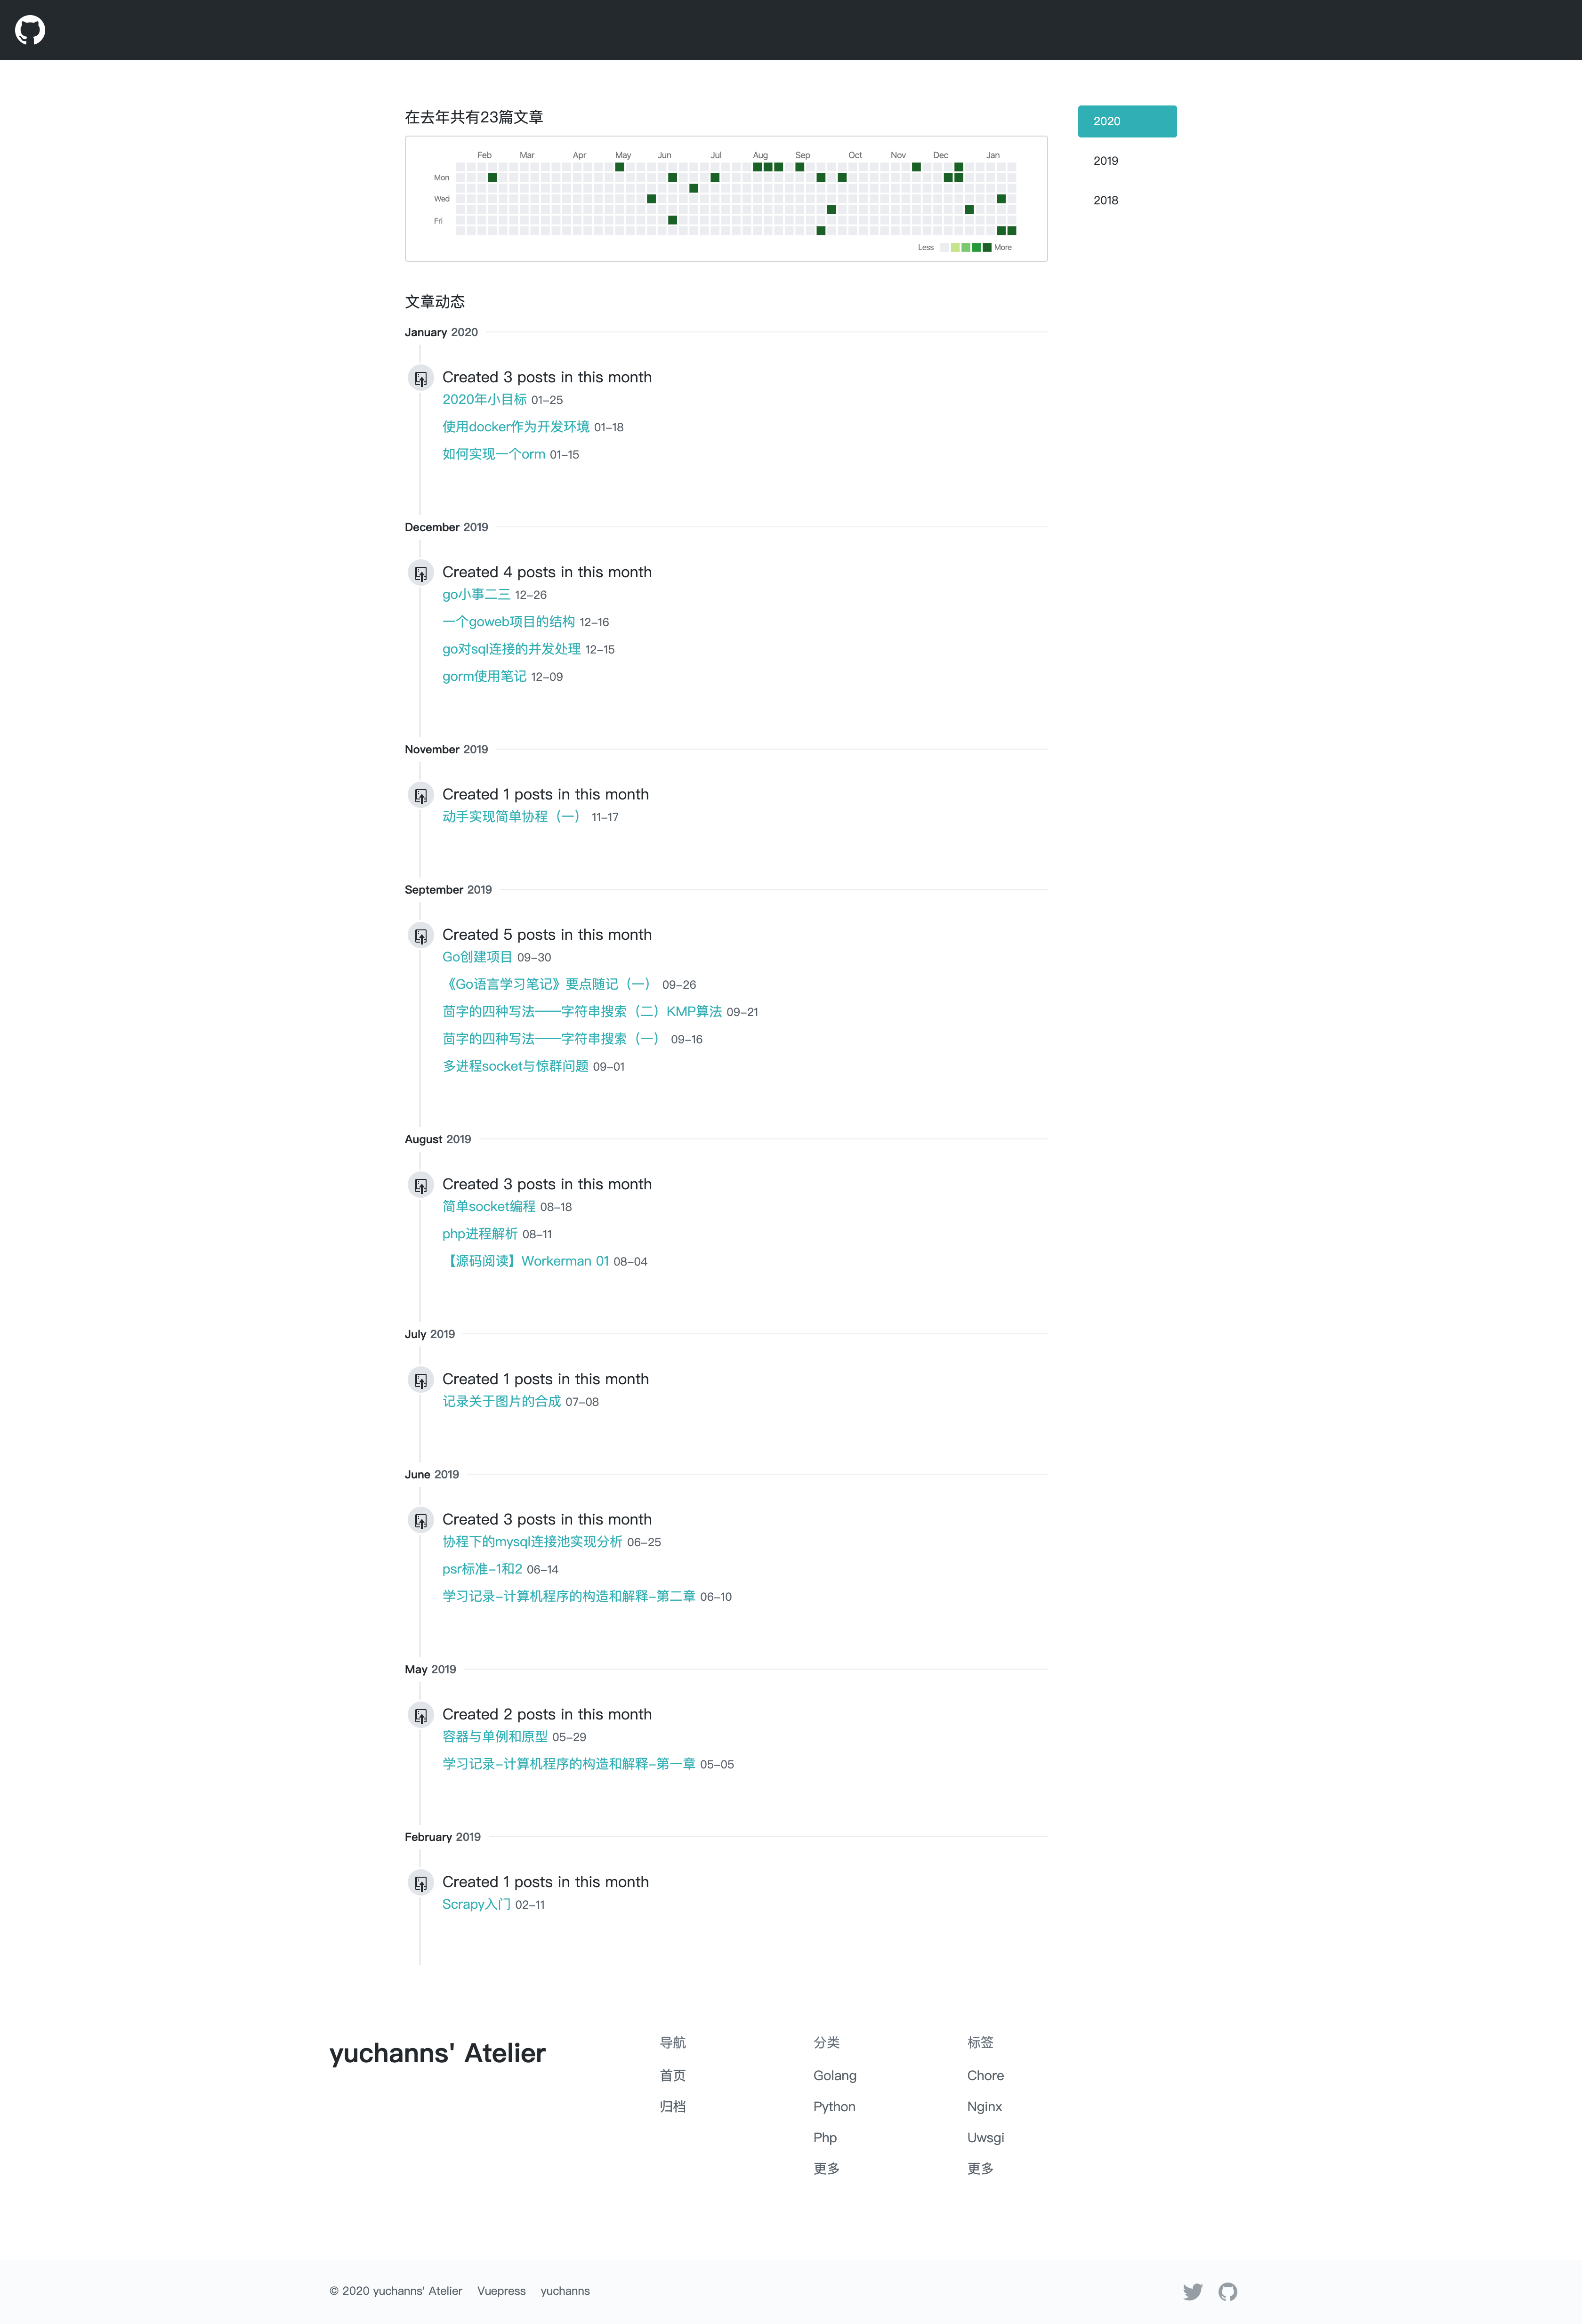 在去年共有23篇文章
2020
2019
2018
Feb Mar Apr May Jun Jul Aug Sep Oct Nov Dec Jan
Mon
Wed
Fri
Less More
文章动态
January 2020
Created 3 posts in this month
2020年小目标 01-25
使用docker作为开发环境 01-18
如何实现一个orm 01-15
December 2019
Created 4 posts in this month
go小事二三 12-26
一个goweb项目的结构 12-16
go对sql连接的并发处理 12-15
gorm使用笔记 12-09
November 2019
Created 1 posts in this month
动手实现简单协程（一） 11-17
September 2019
Created 5 posts in this month
Go创建项目 09-30
《Go语言学习笔记》要点随记（一） 09-26
茴字的四种写法——字符串搜索（二）KMP算法 09-21
茴字的四种写法——字符串搜索（一） 09-16
多进程socket与惊群问题 09-01
August 2019
Created 3 posts in this month
简单socket编程 08-18
php进程解析 08-11
【源码阅读】Workerman 01 08-04
July 2019
Created 1 posts in this month
记录关于图片的合成 07-08
June 2019
Created 3 posts in this month
协程下的mysql连接池实现分析 06-25
psr标准-1和2 06-14
学习记录-计算机程序的构造和解释-第二章 06-10
May 2019
Created 2 posts in this month
容器与单例和原型 05-29
学习记录-计算机程序的构造和解释-第一章 05-05
February 2019
Created 1 posts in this month
Scrapy入门 02-11
yuchanns' Atelier
导航
首页
归档
分类
Golang
Python
Php
更多
标签
Chore
Nginx
Uwsgi
更多
© 2020 yuchanns' Atelier Vuepress yuchanns